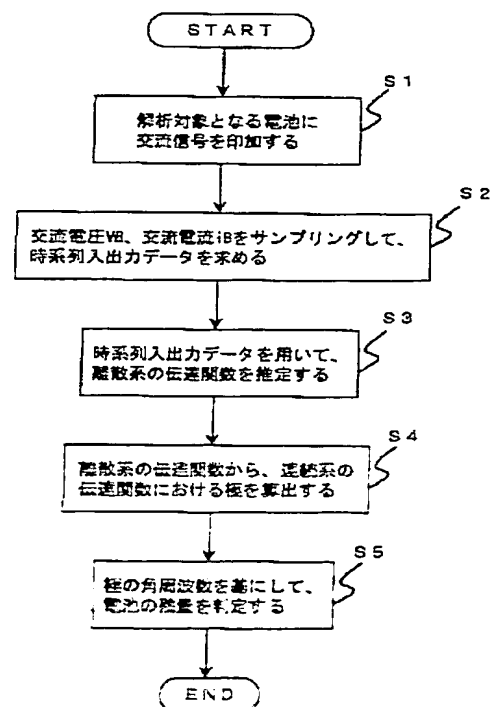 START
S1
解析対象となる電池に
交流信号を印加する
S2
交流電圧VB、交流電流iBをサンプリングして、
時系列入出力データを求める
S3
時系列入出力データを用いて、
離散系の伝達関数を推定する
S4
離散系の伝達関数から、連続系の
伝達関数における極を算出する
S5
極の角周波数を基にして、
電池の残量を判定する
END